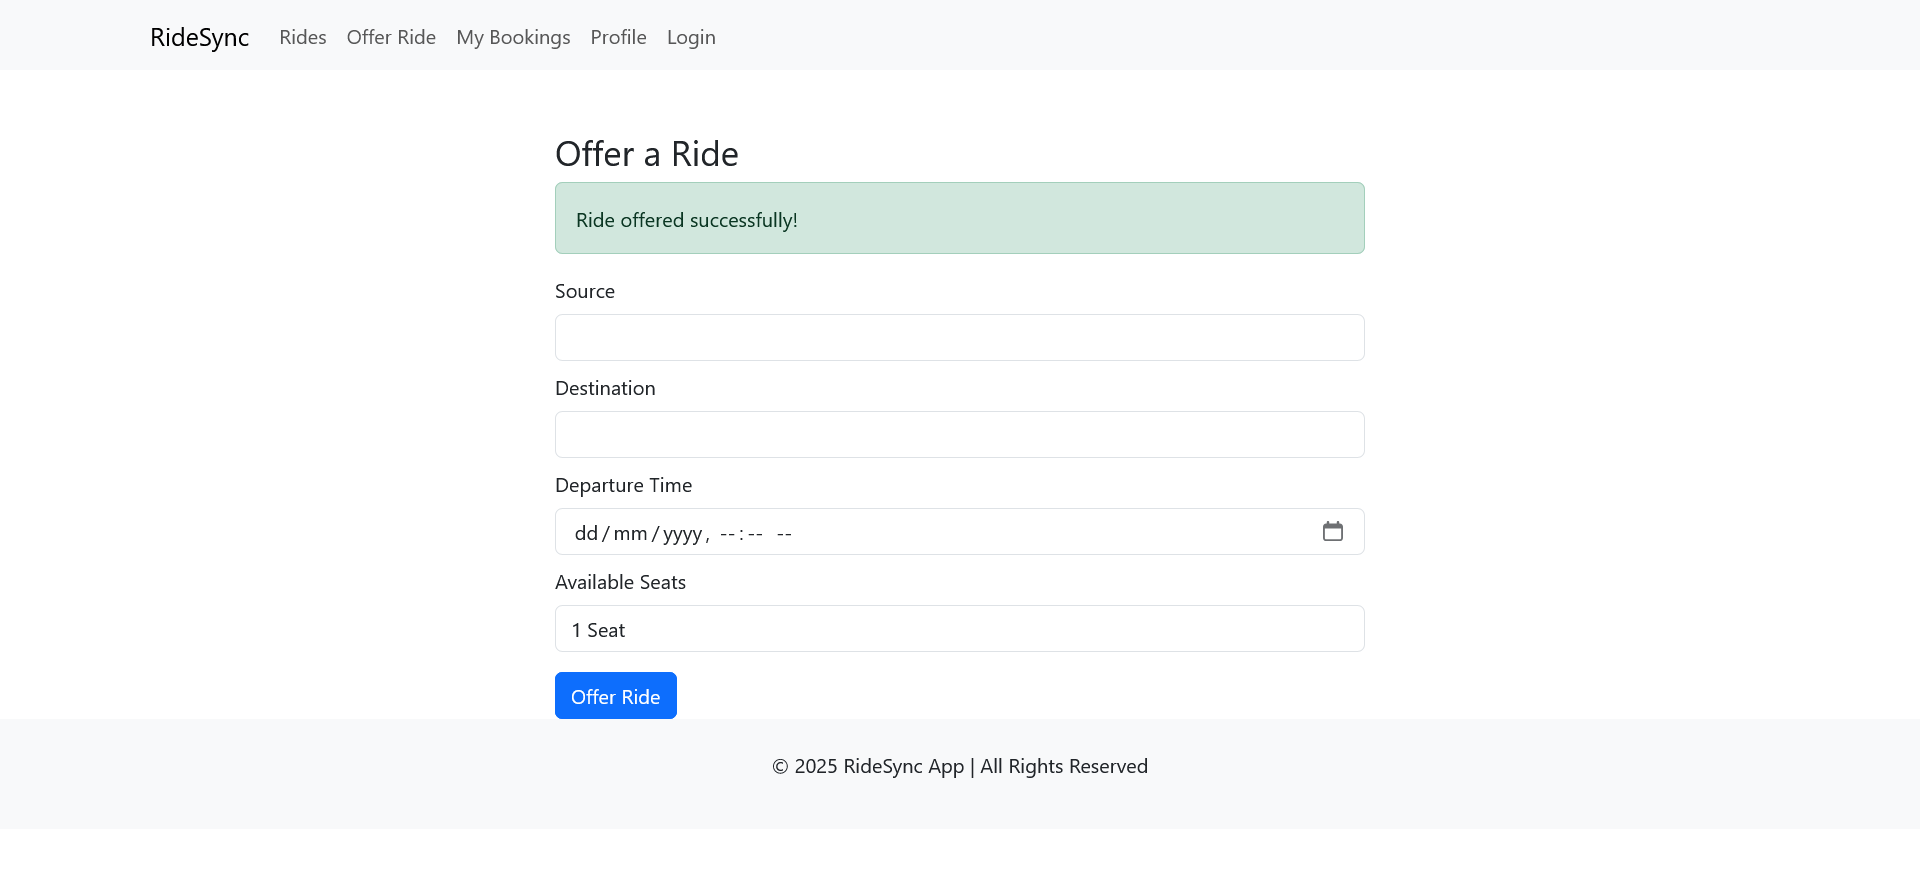 RideSync Rides Offer Ride My Bookings Profile Login
Offer a Ride
Ride offered successfully!
Source
Destination
Departure Time
dd/mm/yyyy, --:-- --
Available Seats
1 Seat
Offer Ride
© 2025 RideSync App | All Rights Reserved